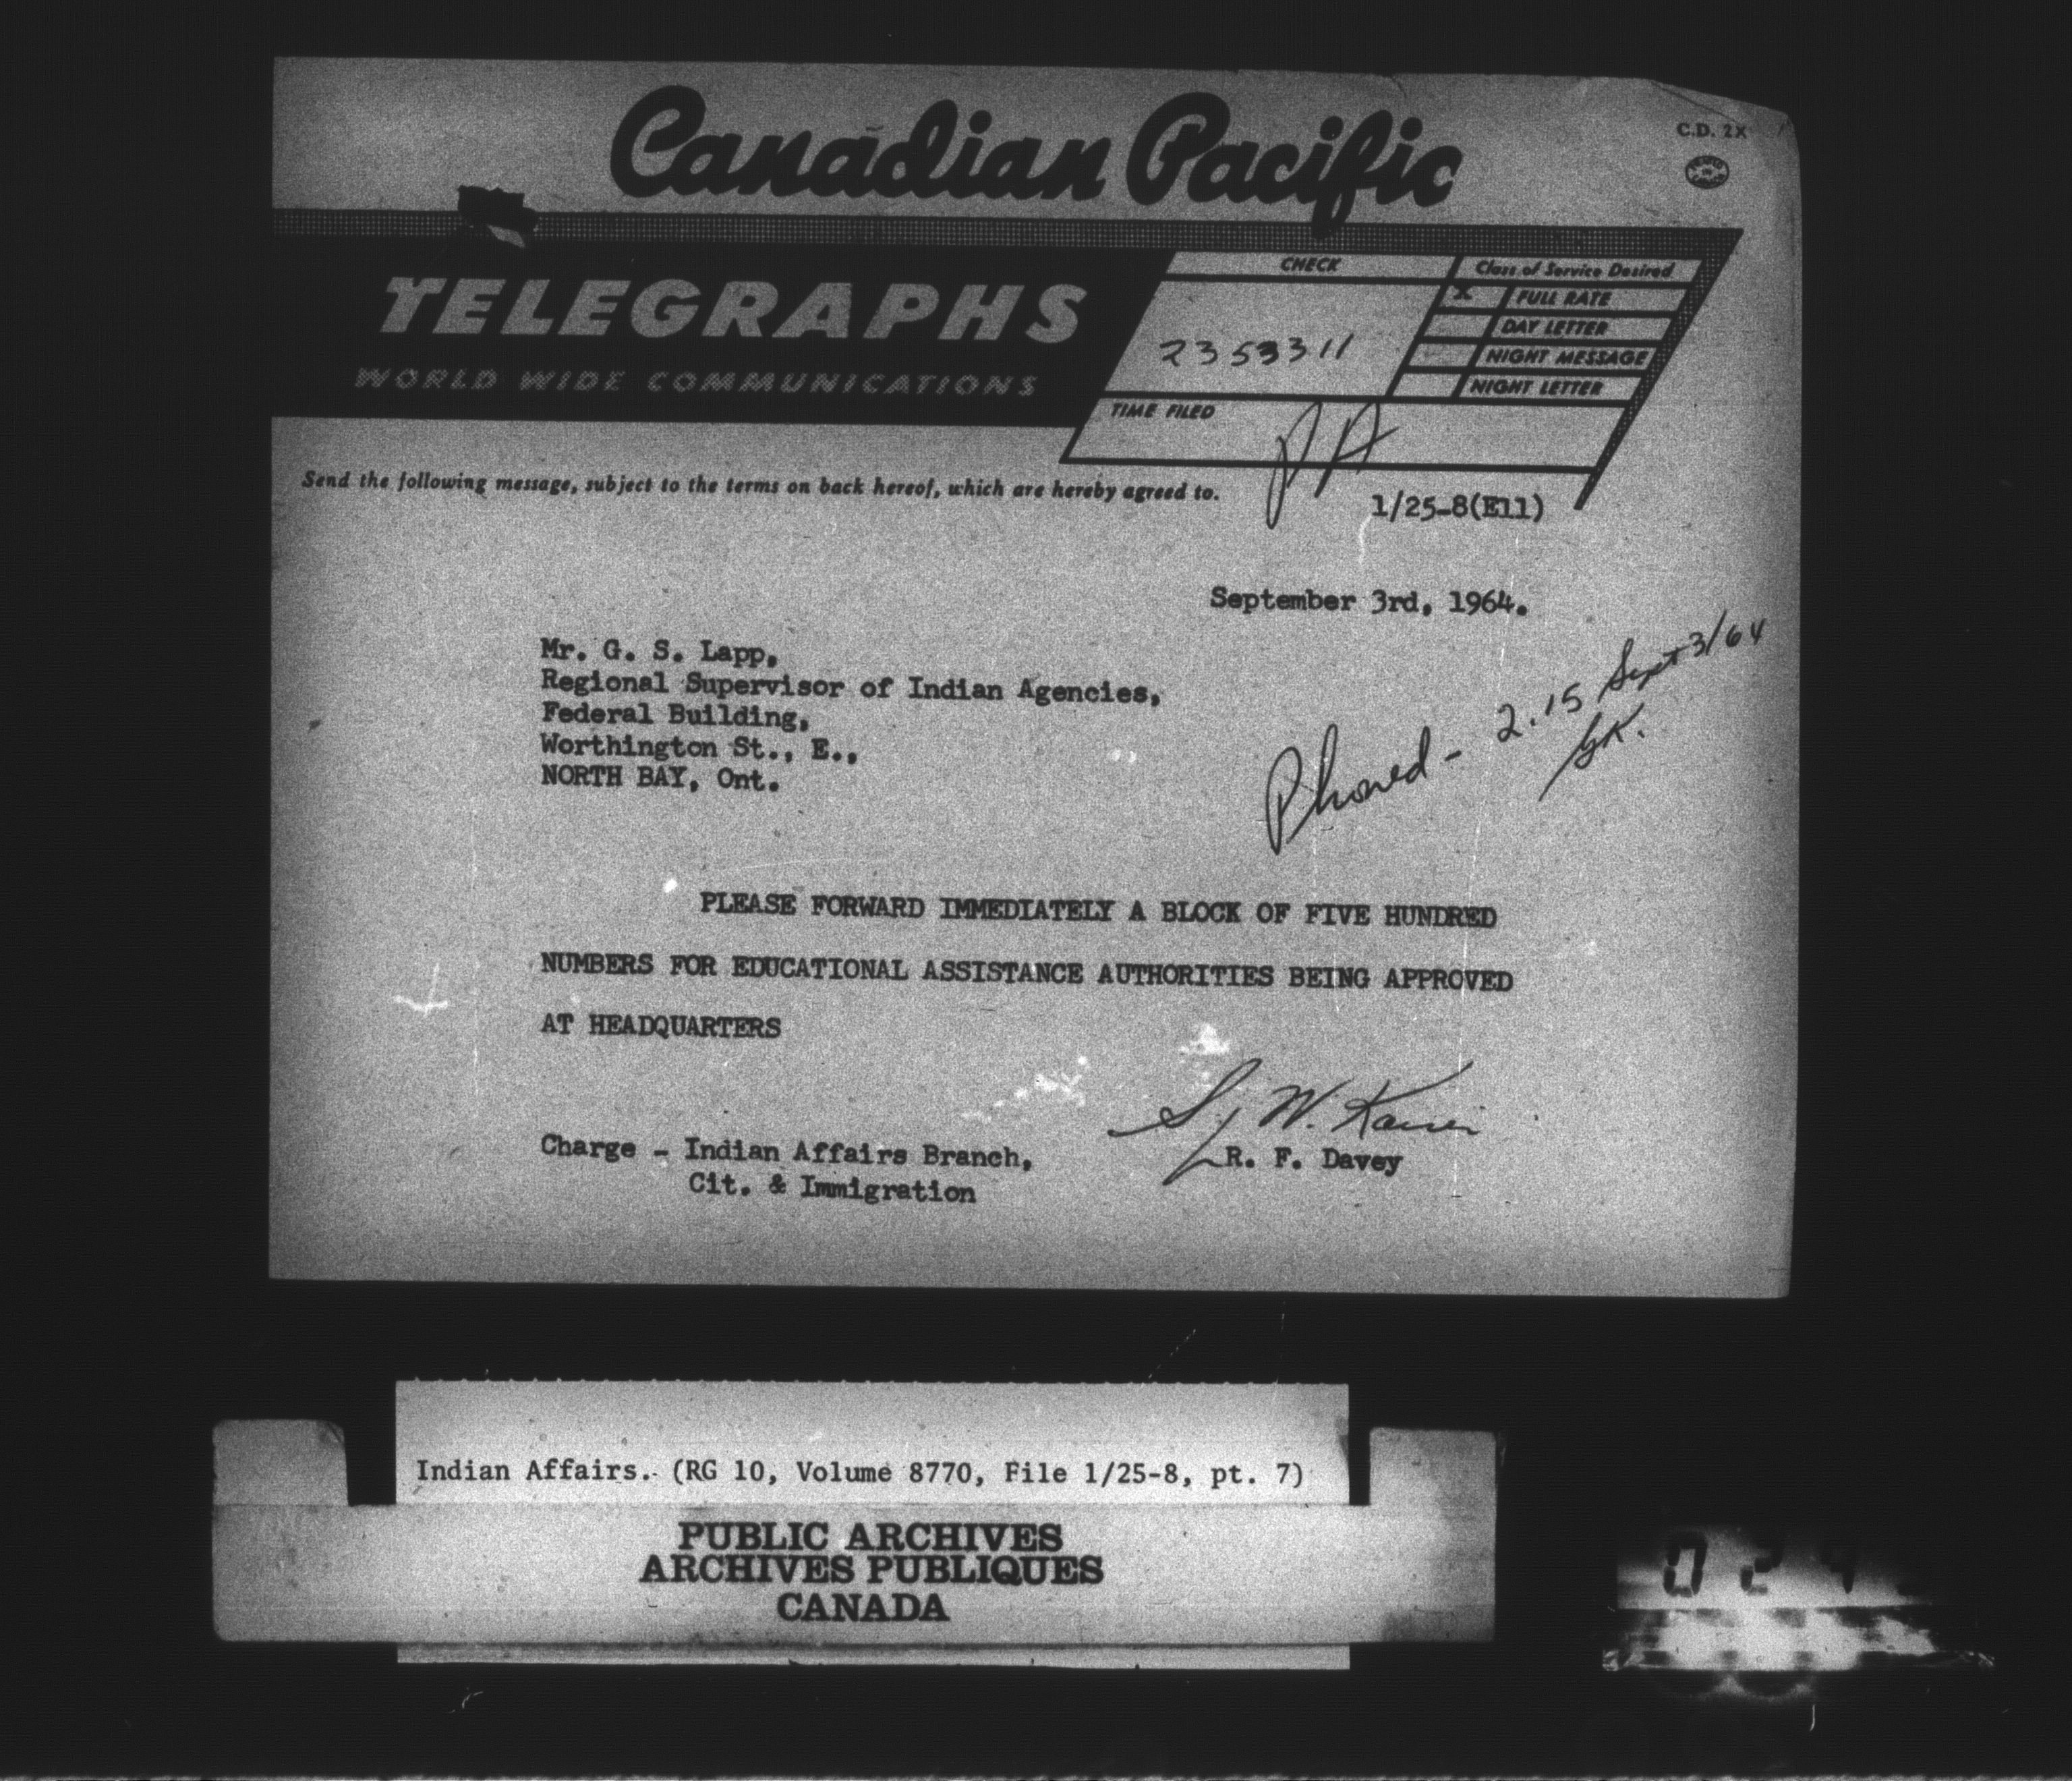 Canadian Pacific
C.D. 2X
TELEGRAPHS
WORLD WIDE COMMUNICATIONS
CHECK
2353311
Class of Service Desired
X FULL RATE
DAY LETTER
NIGHT MESSAGE
NIGHT LETTER
TIME FILED
PA
Send the following message, subject to the terms on back hereof, which are hereby agreed to.
1/25-8(E11)
September 3rd, 1964.
Mr. G. S. Lapp,
Regional Supervisor of Indian Agencies,
Federal Building,
Worthington St., E.,
NORTH BAY, Ont.
Phoned - 2.15 Sept 3/64
GK.
PLEASE FORWARD IMMEDIATELY A BLOCK OF FIVE HUNDRED
NUMBERS FOR EDUCATIONAL ASSISTANCE AUTHORITIES BEING APPROVED
AT HEADQUARTERS
Charge - Indian Affairs Branch,
Cit. & Immigration
R. F. Davey
Indian Affairs. (RG 10, Volume 8770, File 1/25-8, pt. 7)
PUBLIC ARCHIVES
ARCHIVES PUBLIQUES
CANADA